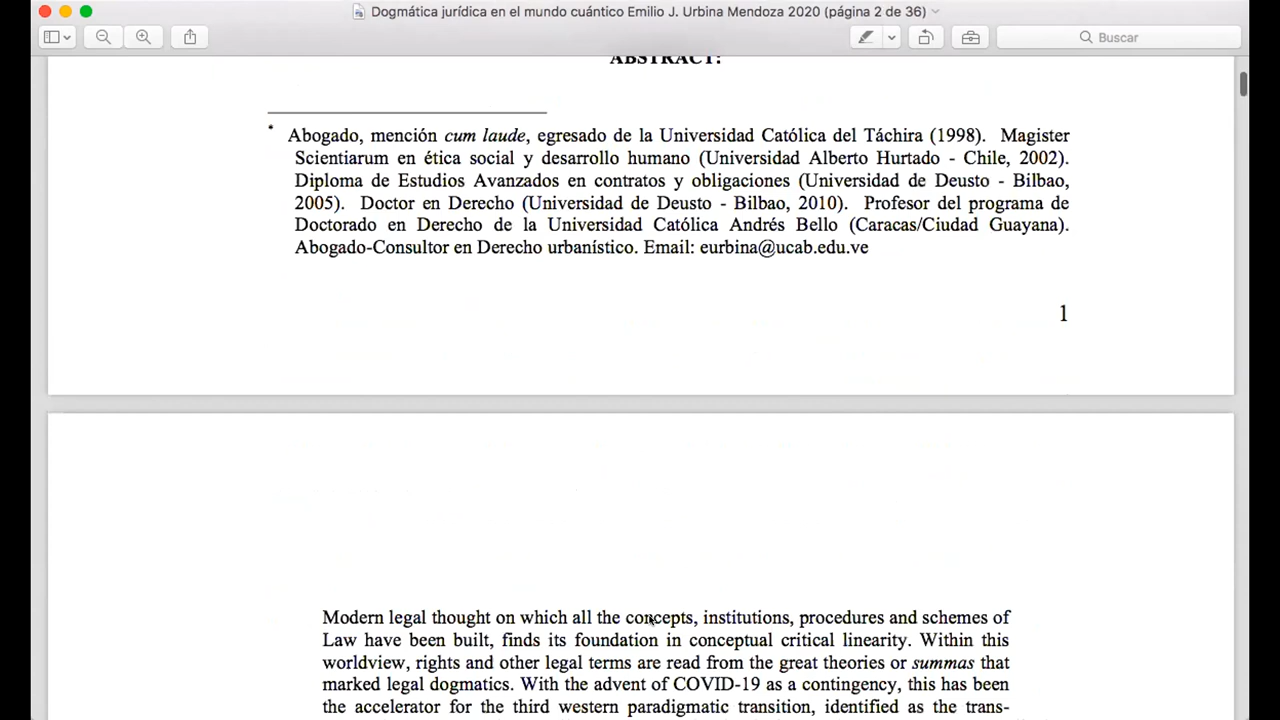 Dogmática jurídica en el mundo cuántico Emilio J. Urbina Mendoza 2020 (página 2 de 36)
Buscar
ABSTRACT:
* Abogado, mención cum laude, egresado de la Universidad Católica del Táchira (1998). Magister
Scientiarum en ética social y desarrollo humano (Universidad Alberto Hurtado - Chile, 2002).
Diploma de Estudios Avanzados en contratos y obligaciones (Universidad de Deusto - Bilbao,
2005). Doctor en Derecho (Universidad de Deusto - Bilbao, 2010). Profesor del programa de
Doctorado en Derecho de la Universidad Católica Andrés Bello (Caracas/Ciudad Guayana).
Abogado-Consultor en Derecho urbanístico. Email: eurbina@ucab.edu.ve
1
Modern legal thought on which all the concepts, institutions, procedures and schemes of
Law have been built, finds its foundation in conceptual critical linearity. Within this
worldview, rights and other legal terms are read from the great theories or summas that
marked legal dogmatics. With the advent of COVID-19 as a contingency, this has been
the accelerator for the third western paradigmatic transition, identified as the trans-